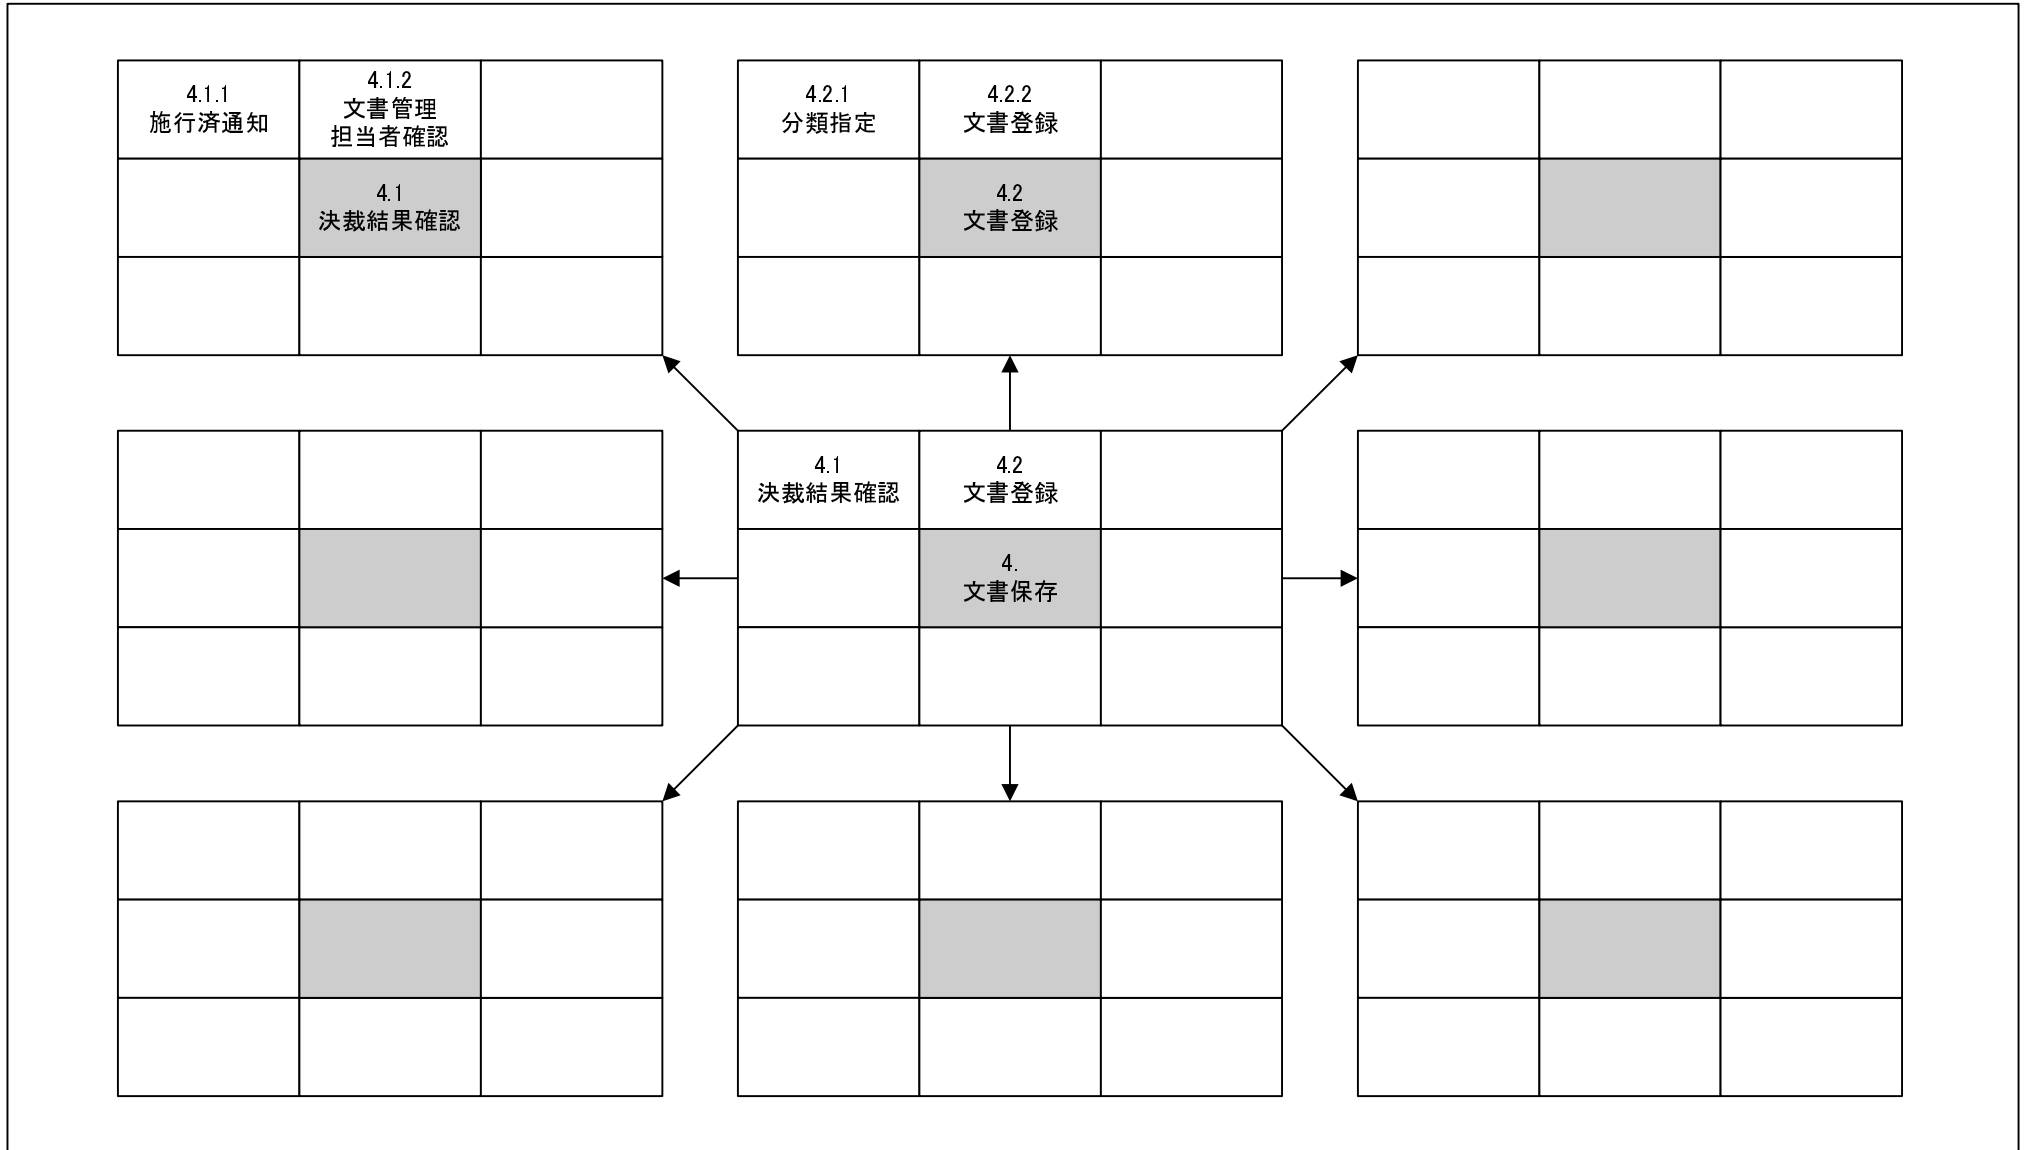 4.1.1
施行済通知
4.1.2
文書管理
担当者確認
4.1
決裁結果確認
4.2.1
分類指定
4.2.2
文書登録
4.2
文書登録
4.1
決裁結果確認
4.2
文書登録
4.
文書保存